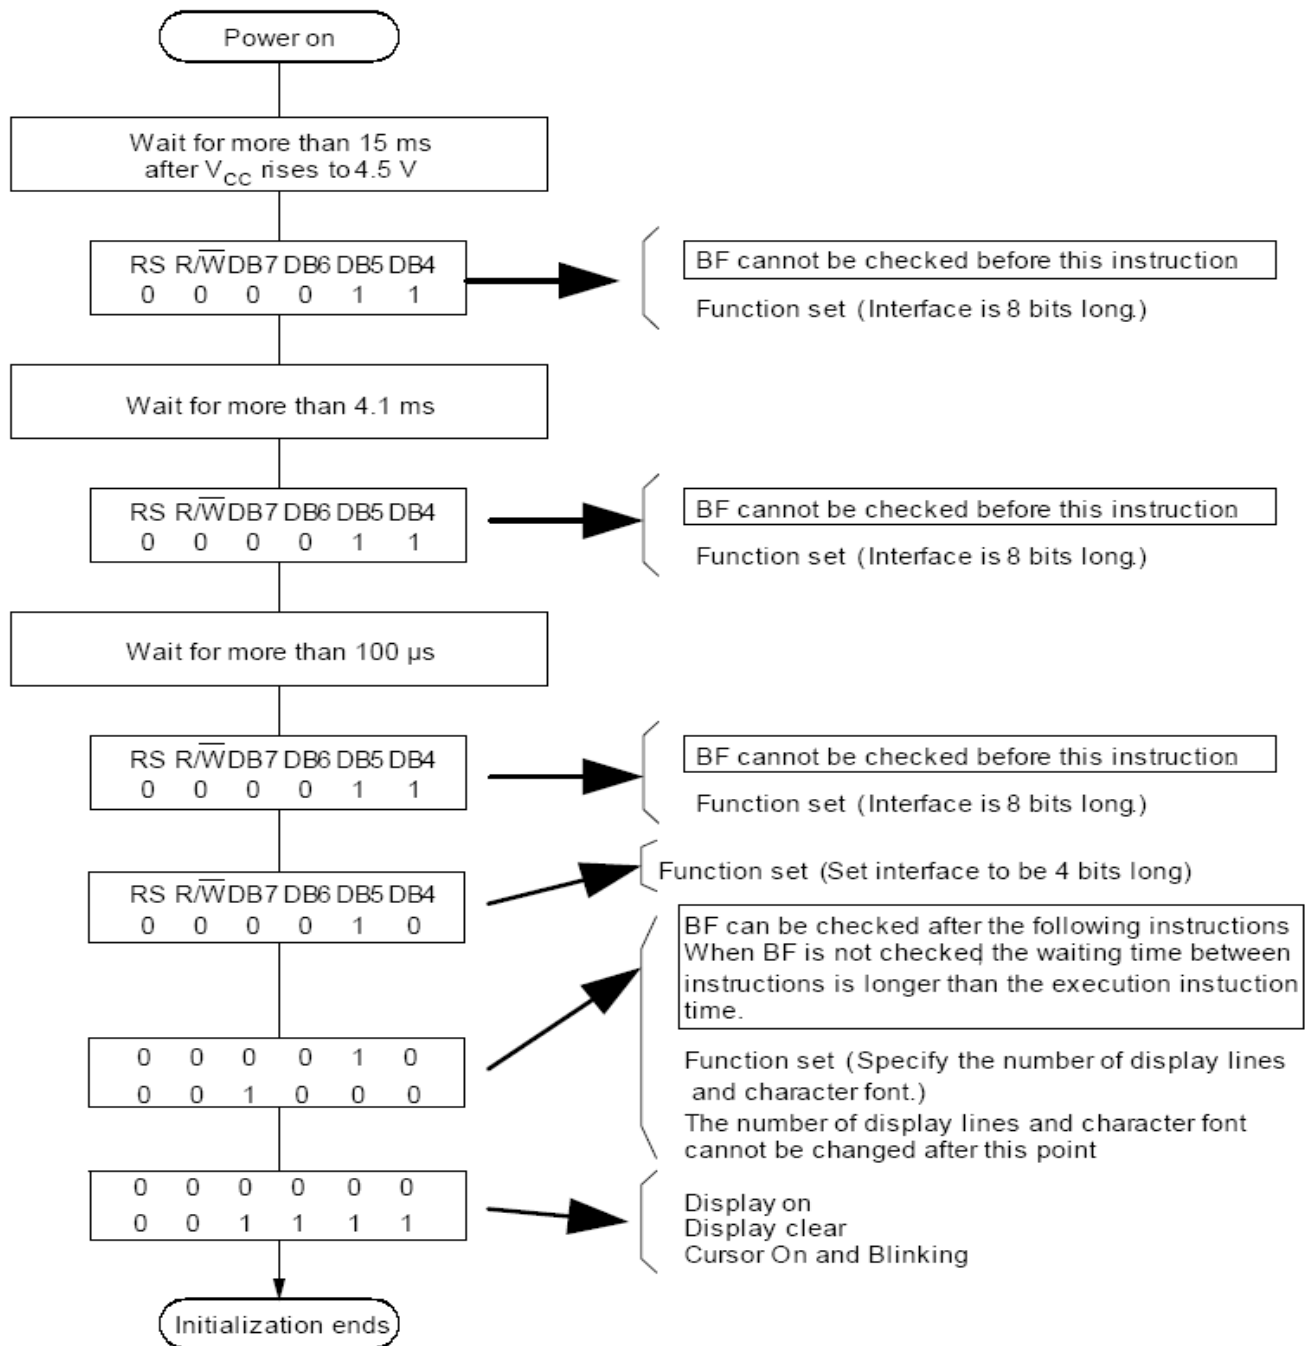 Power on
Wait for more than 15 ms
after VCC rises to 4.5 V
RS R/W DB7 DB6 DB5 DB4
0 0 0 0 1 1
BF cannot be checked before this instruction
Function set (Interface is 8 bits long.)
Wait for more than 4.1 ms
RS R/W DB7 DB6 DB5 DB4
0 0 0 0 1 1
BF cannot be checked before this instruction
Function set (Interface is 8 bits long.)
Wait for more than 100 µs
RS R/W DB7 DB6 DB5 DB4
0 0 0 0 1 1
BF cannot be checked before this instruction
Function set (Interface is 8 bits long.)
RS R/W DB7 DB6 DB5 DB4
0 0 0 0 1 0
Function set (Set interface to be 4 bits long)
0 0 0 0 1 0
0 0 1 0 0 0
BF can be checked after the following instructions
When BF is not checked, the waiting time between
instructions is longer than the execution instuction
time.
Function set (Specify the number of display lines
and character font.)
The number of display lines and character font
cannot be changed after this point
0 0 0 0 0 0
0 0 1 1 1 1
Display on
Display clear
Cursor On and Blinking
Initialization ends